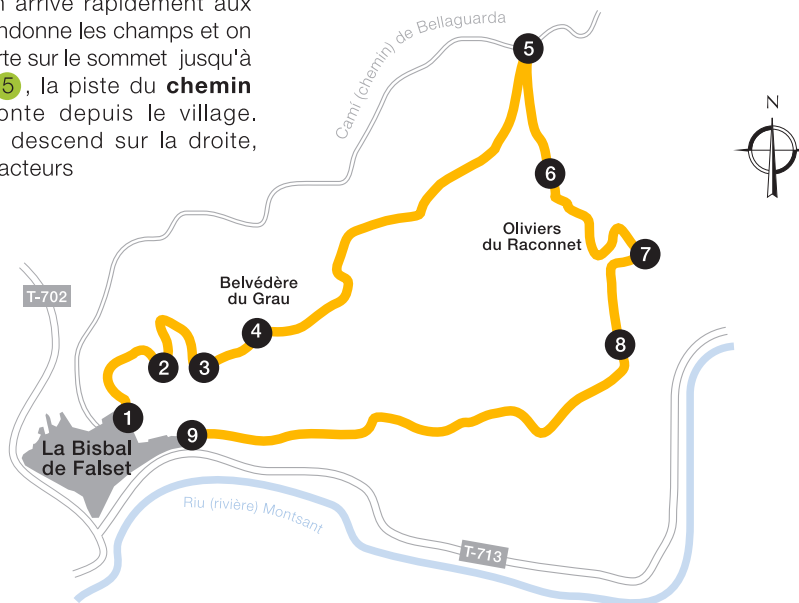 n arrive rapidement aux
ndonne les champs et on
rte sur le sommet jusqu'à
5, la piste du chemin
onte depuis le village.
descend sur la droite,
acteurs
Camí (chemin) de Bellaguarda
5
N
6
Oliviers
du Raconnet
7
Belvédère
du Grau
T-702
4
8
2
3
1
9
La Bisbal
de Falset
Riu (rivière) Montsant
T-713